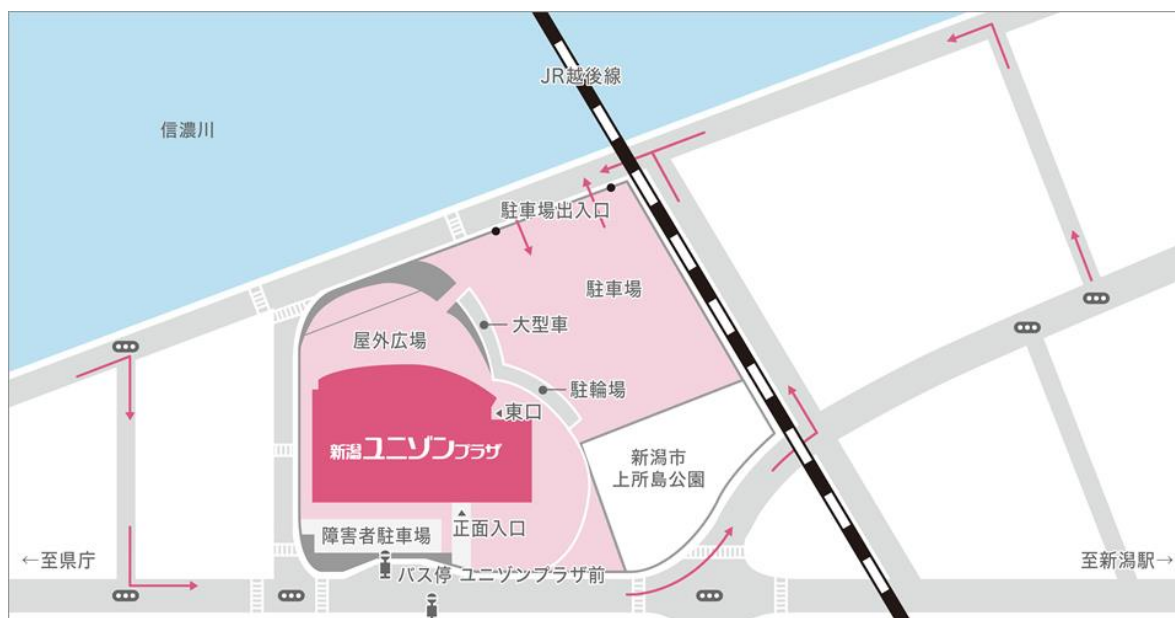 JR越後線
信濃川
駐車場出入口
駐車場
大型車
屋外広場
駐輪場
東口
新潟ユニゾンプラザ
新潟市
上所島公園
障害者駐車場
正面入口
←至県庁
バス停 ユニゾンプラザ前
至新潟駅→